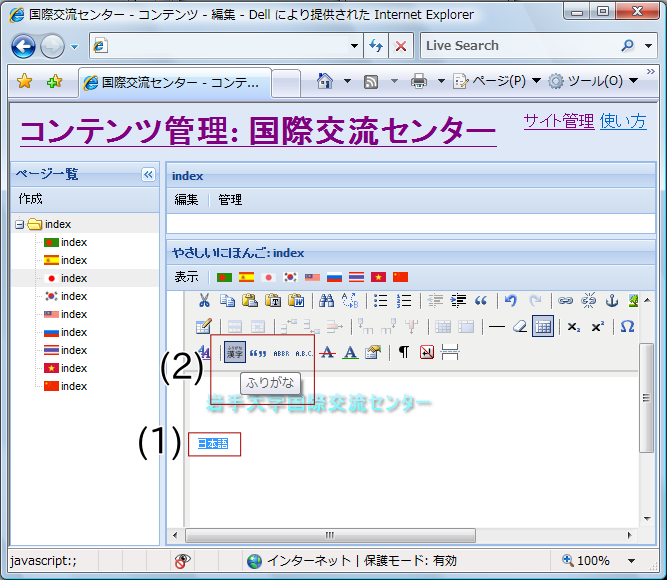 国際交流センター - コンテンツ - 編集 - Dell により提供された Internet Explorer
Live Search
国際交流センター - コンテ...
ページ(P)
ツール(O)
コンテンツ管理: 国際交流センター
サイト管理 使い方
ページ一覧
作成
index
index
index
index
index
index
index
index
index
index
index
編集 管理
やさしいにほんご: index
表示
ふりがな
漢字
ABBR
A.B.C.
(2)
ふりがな
岩手大学国際交流センター
(1)
日本語
javascript:;
インターネット | 保護モード: 有効
100%